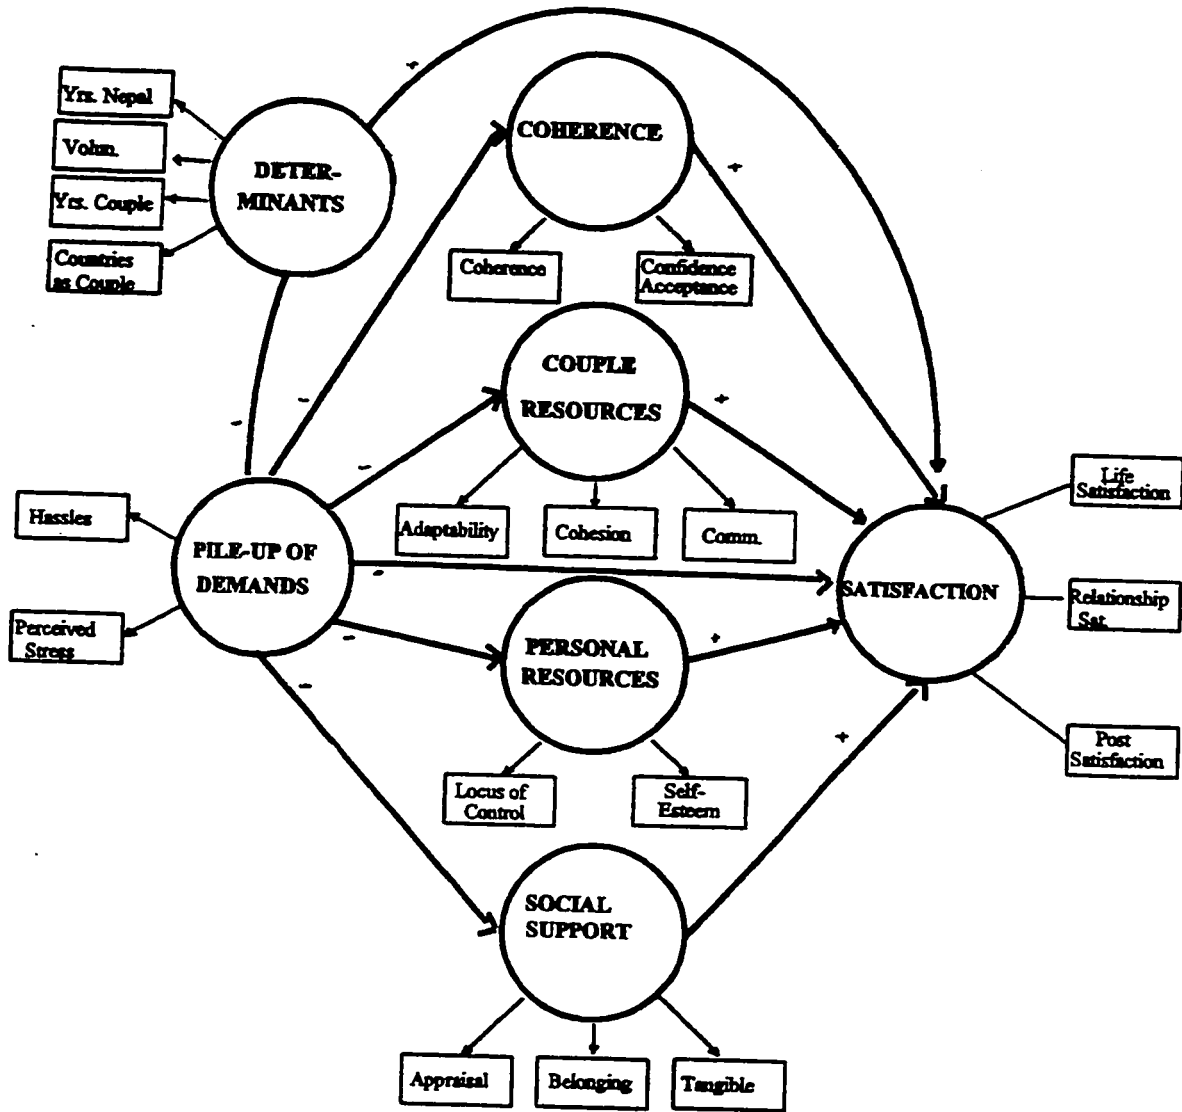 Yrs. Nepal
Yrs. Couple
Countries
as Couple
DETER-
MINANTS
+
COHERENCE
+
Coherence
Confidence
Acceptance
COUPLE
RESOURCES
-
-
-
+
Adaptability
Cohesion
Comm.
Hassles
Perceived
Stress
PILE-UP OF
DEMANDS
-
-
-
SATISFACTION
Life
Satisfaction
Relationship
Sat.
Post
Satisfaction
PERSONAL
RESOURCES
+
Locus of
Control
Self-
Esteem
+
SOCIAL
SUPPORT
Appraisal
Belonging
Tangible